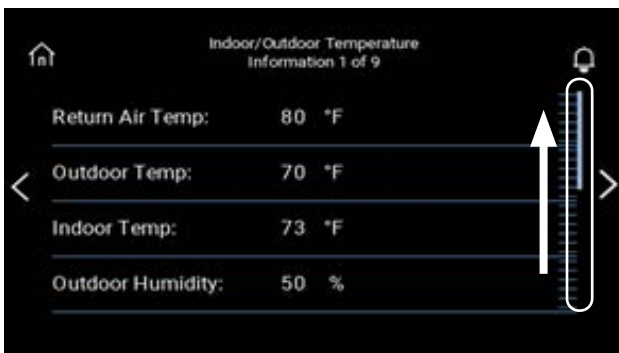 Indoor/Outdoor Temperature
Information 1 of 9
Return Air Temp: 80 °F
Outdoor Temp: 70 °F
Indoor Temp: 73 °F
Outdoor Humidity: 50 %